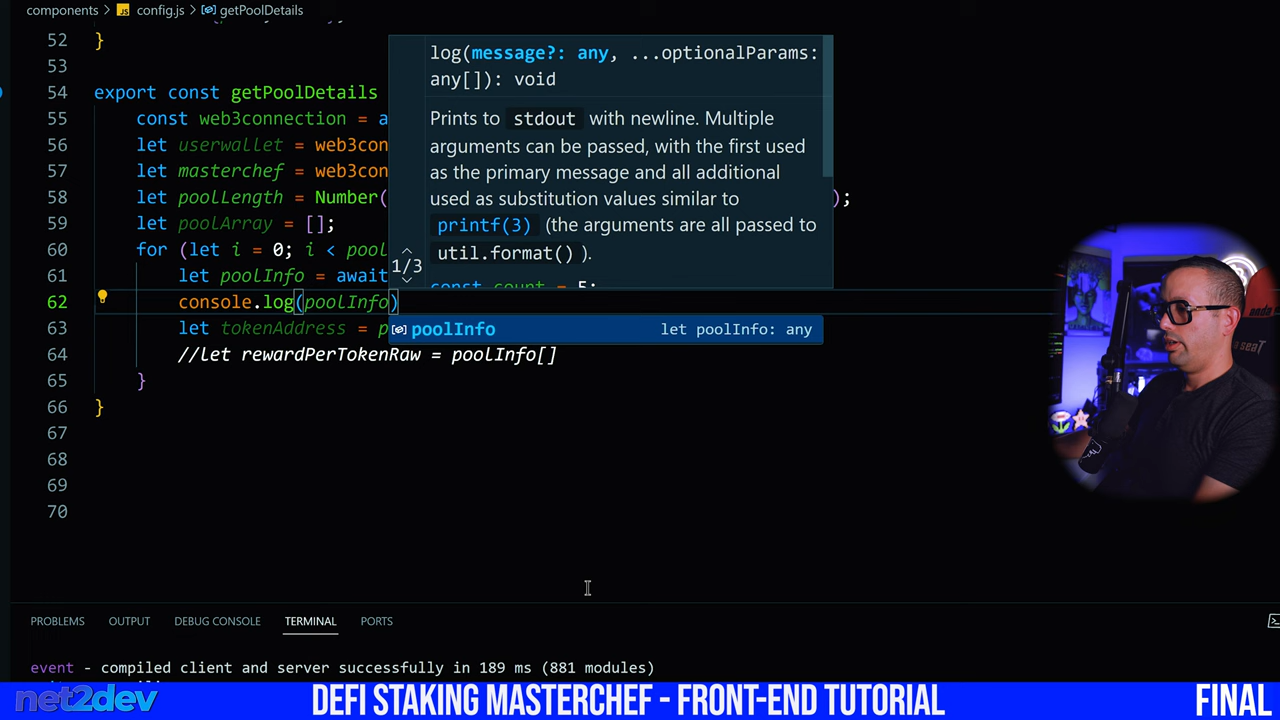 components > config.js > getPoolDetails
52 }
53
54 export const getPoolDetails
55 const web3connection = a
56 let userwallet = web3con
57 let masterchef = web3con
58 let poolLength = Number( );
59 let poolArray = [];
60 for (let i = 0; i < pool
61 let poolInfo = await
62 console.log(poolInfo)
63 let tokenAddress = p
64 //let rewardPerTokenRaw = poolInfo[]
65 }
66 }
67
68
69
70
log(message?: any, ...optionalParams:
any[]): void
Prints to stdout with newline. Multiple
arguments can be passed, with the first used
as the primary message and all additional
used as substitution values similar to
printf(3) (the arguments are all passed to
util.format() ).
const count = 5;
1/3
poolInfo let poolInfo: any
PROBLEMS OUTPUT DEBUG CONSOLE TERMINAL PORTS
event - compiled client and server successfully in 189 ms (881 modules)
net2dev DEFI STAKING MASTERCHEF - FRONT-END TUTORIAL FINAL